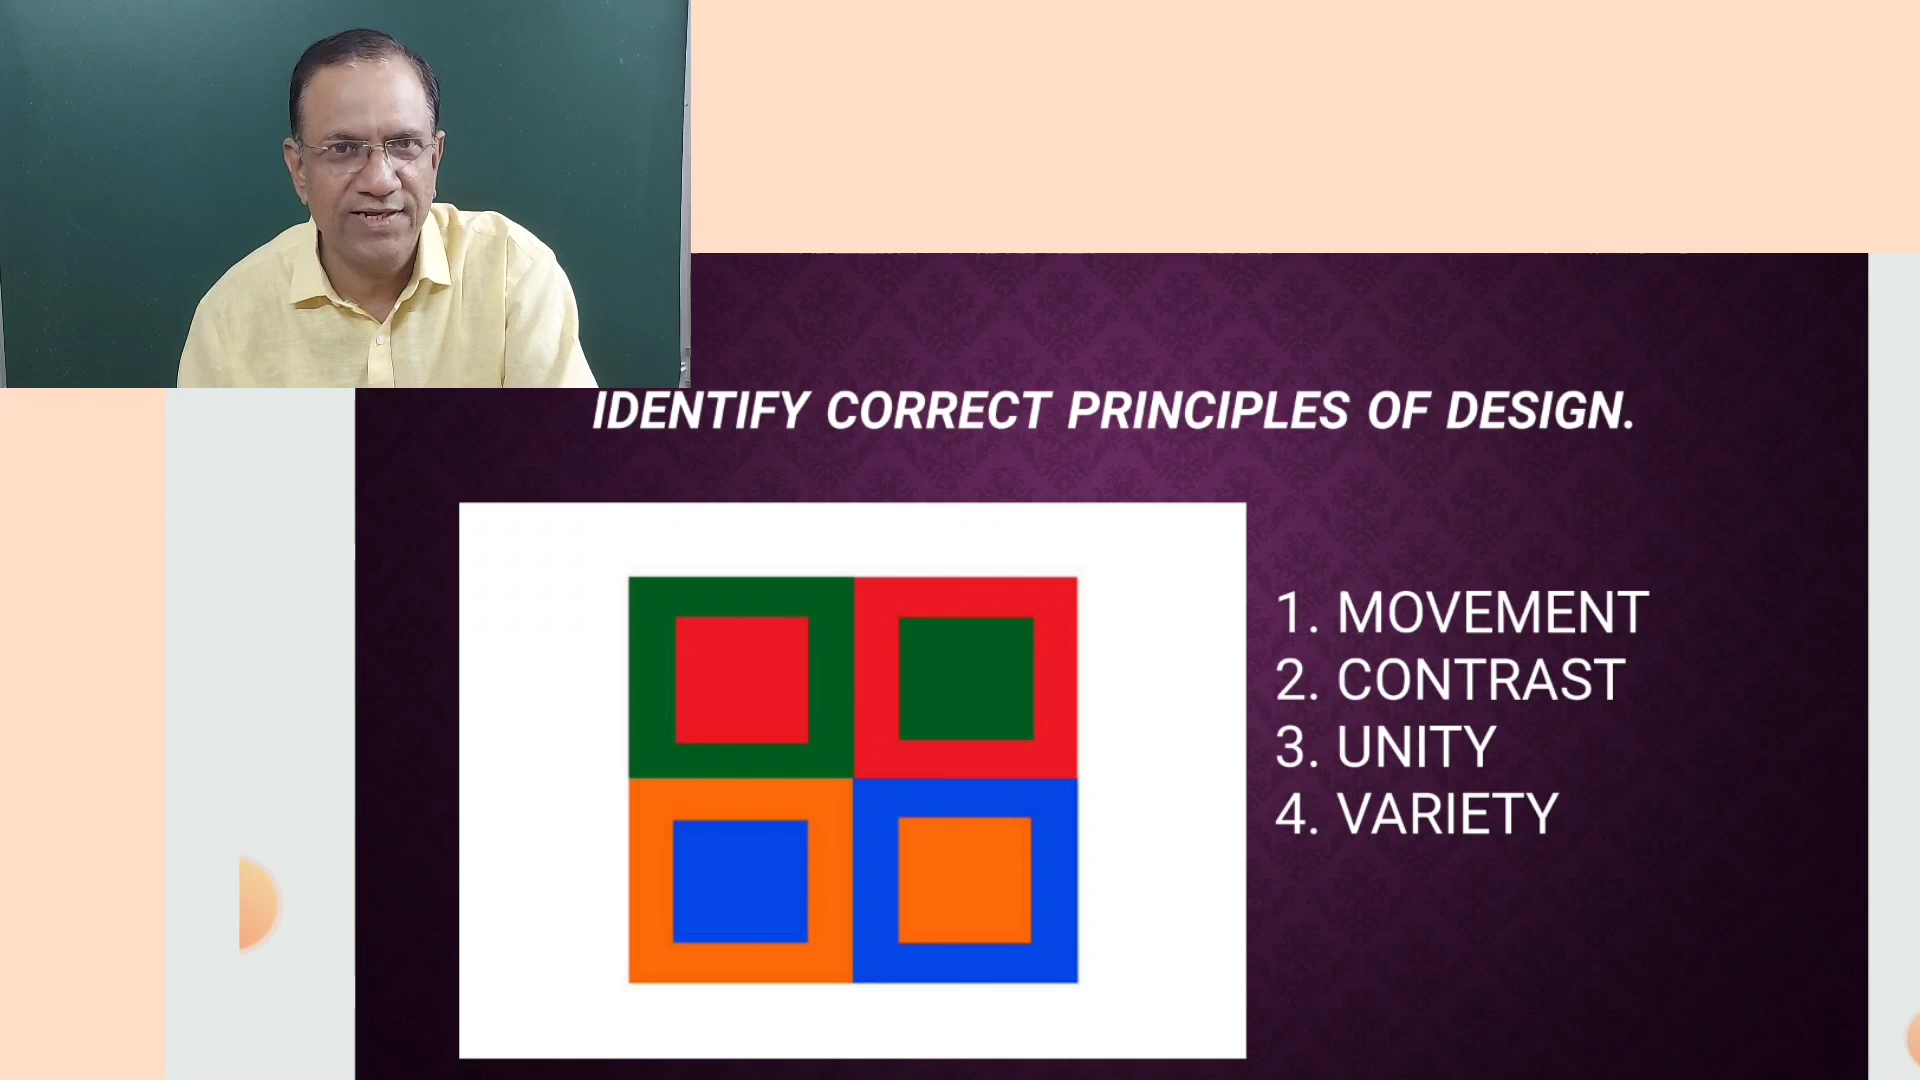 IDENTIFY CORRECT PRINCIPLES OF DESIGN.
1. MOVEMENT
2. CONTRAST
3. UNITY
4. VARIETY